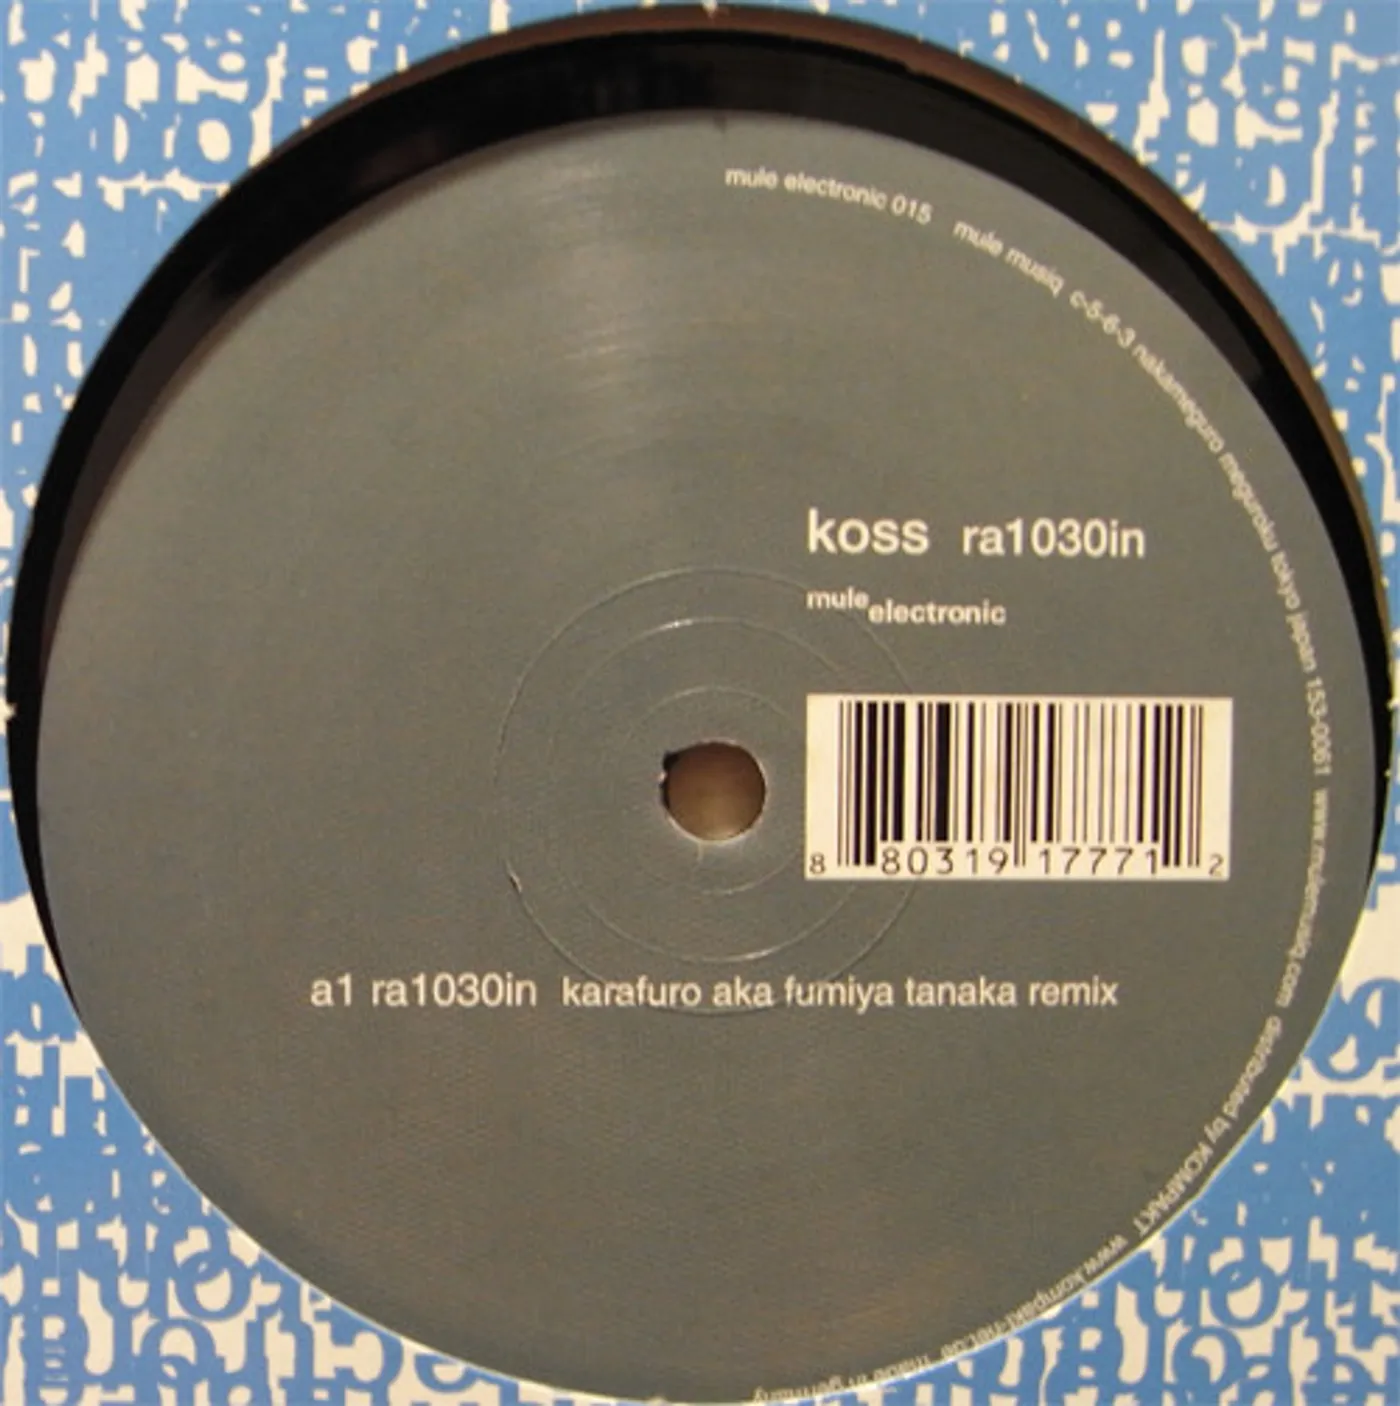 mule electronic 015  mule musiq  c-5-6-3 nakameguro meguroku tokyo japan 153-0061  www.mulemusiq.com  distributed by KOMPAKT  www.kompakt-net.de  made in germany
koss ra1030in
mule electronic
8 80319 17771 2
a1 ra1030in karafuro aka fumiya tanaka remix